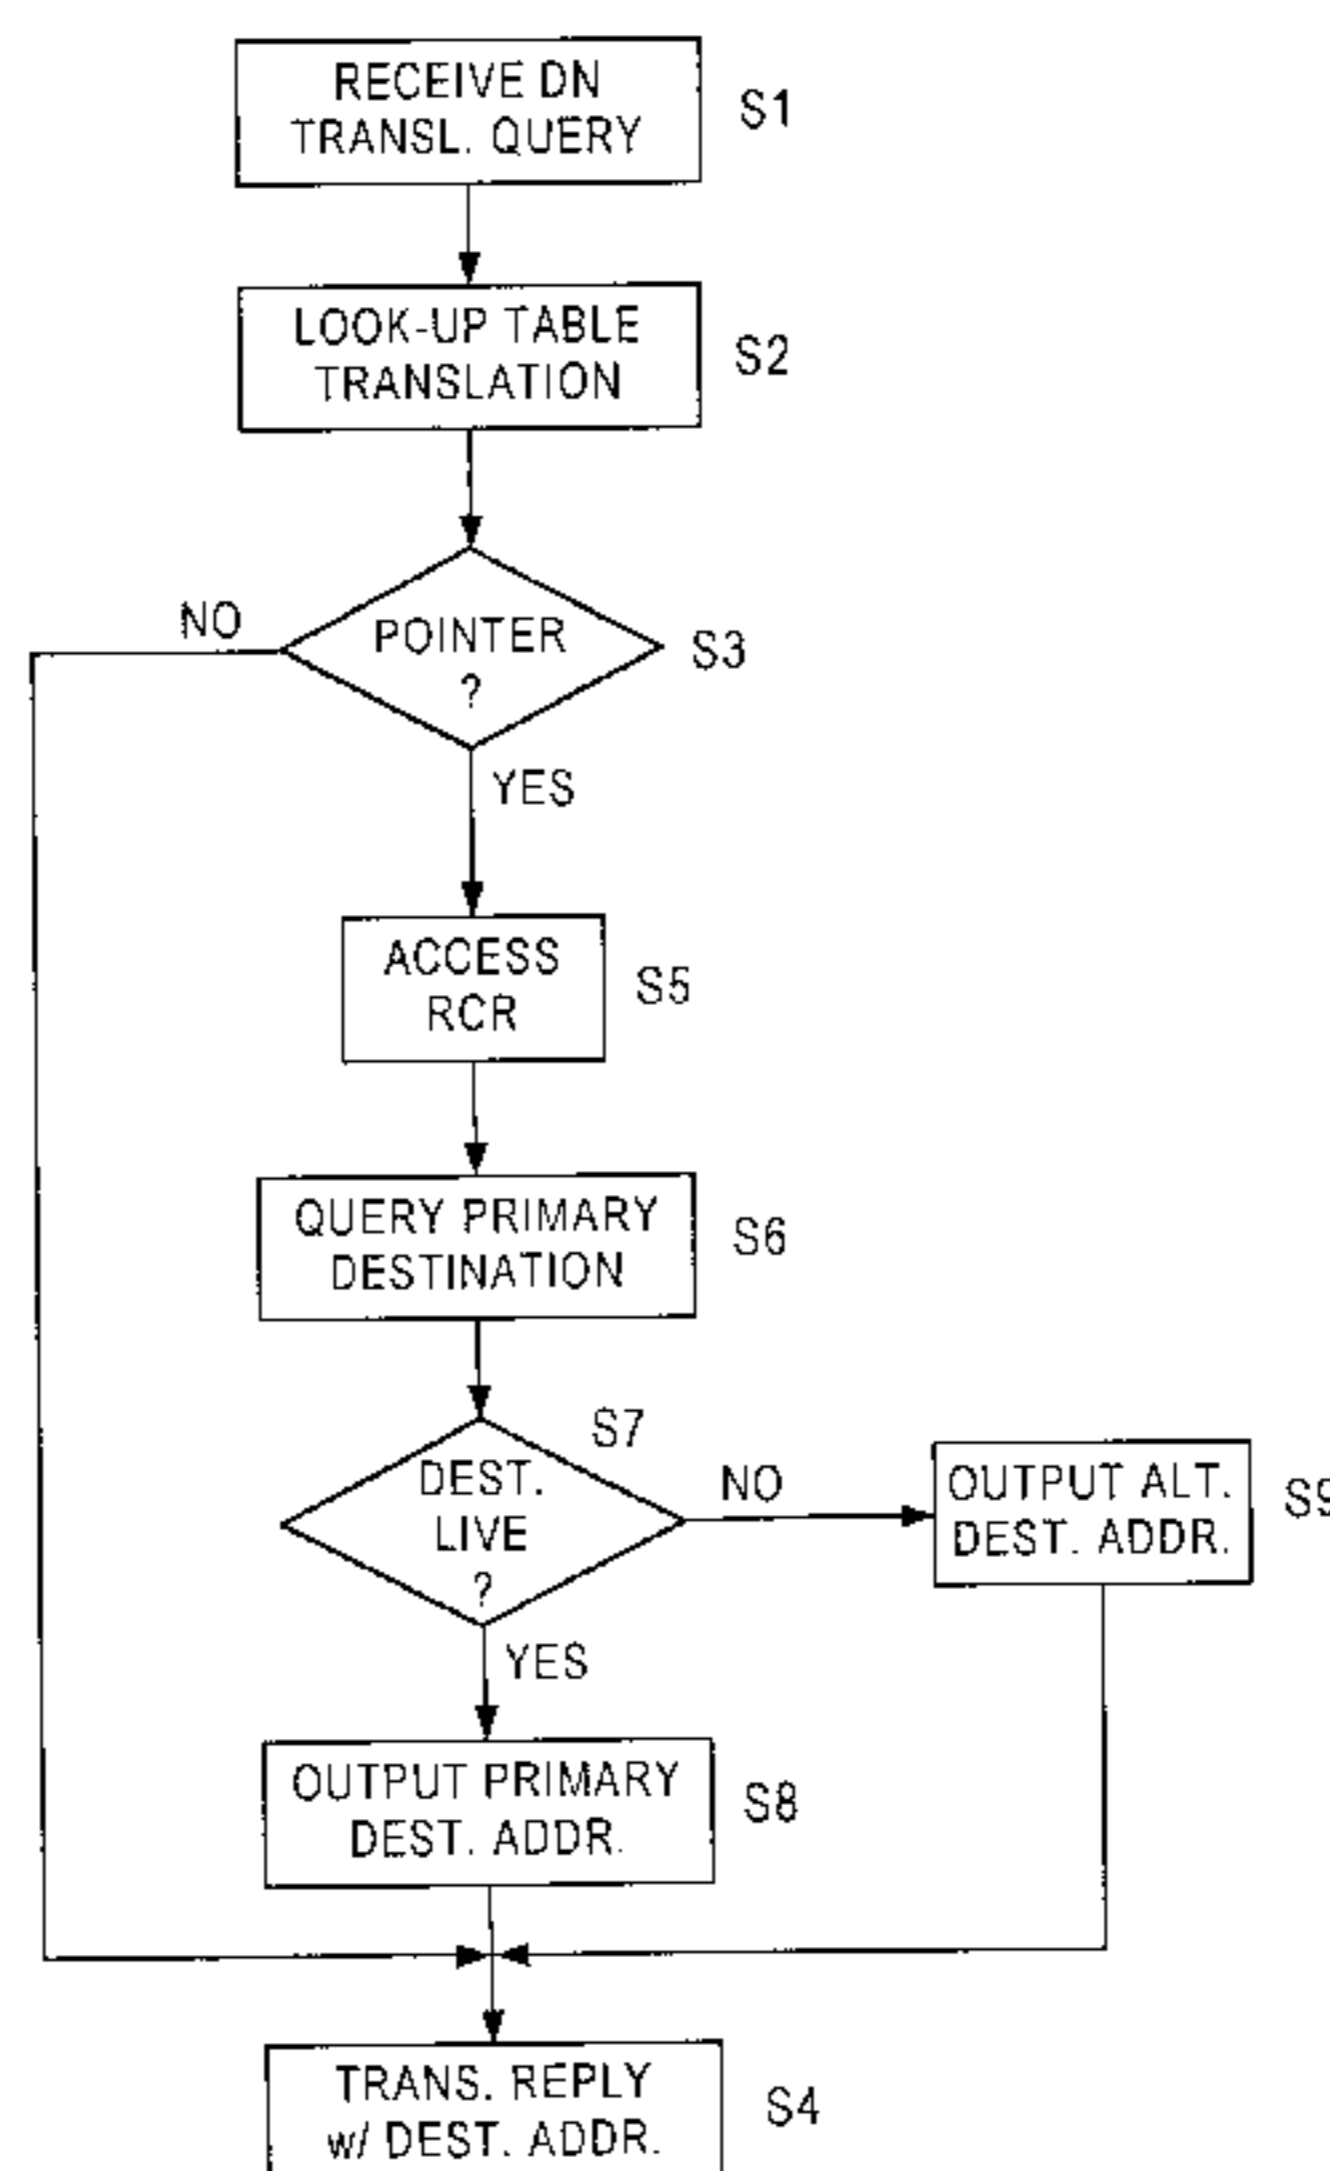 RECEIVE DN
TRANSL. QUERY
S1
LOOK-UP TABLE
TRANSLATION
S2
NO
POINTER
?
S3
YES
ACCESS
RCR
S5
QUERY PRIMARY
DESTINATION
S6
S7
DEST.
LIVE
?
NO
OUTPUT ALT.
DEST. ADDR.
S9
YES
OUTPUT PRIMARY
DEST. ADDR.
S8
TRANS. REPLY
w/ DEST. ADDR.
S4